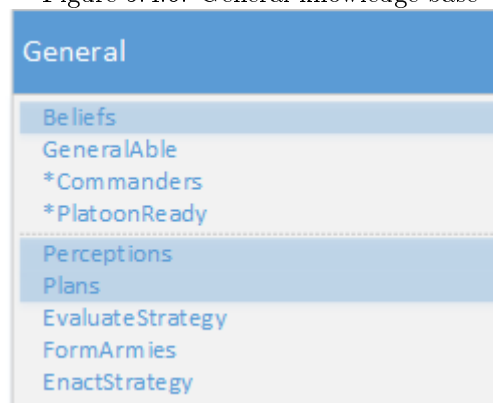 General
Beliefs
GeneralAble
*Commanders
*PlatoonReady
Perceptions
Plans
EvaluateStrategy
FormArmies
EnactStrategy